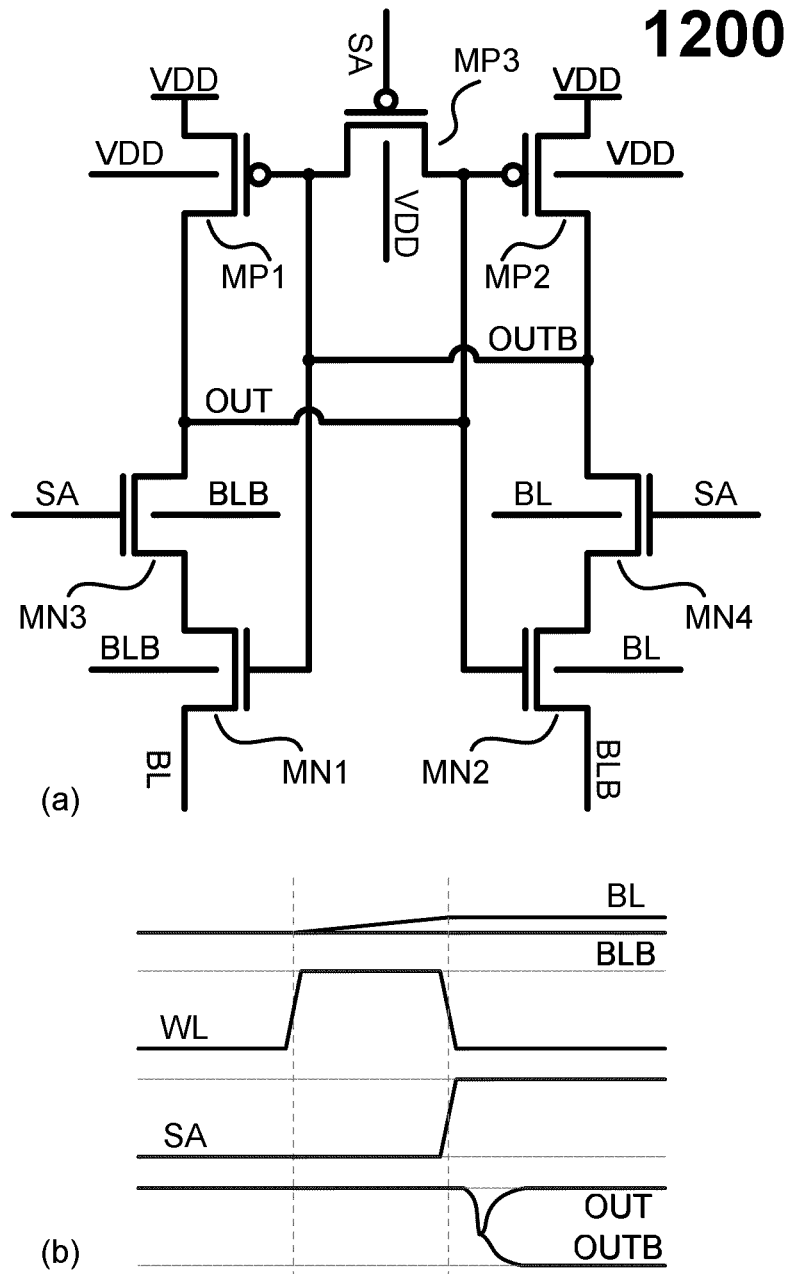 1200
SA
MP3
VDD
VDD
VDD
VDD
VDD
MP1
MP2
OUTB
OUT
SA
BLB
BL
SA
MN3
MN4
BLB
BL
BL
MN1
MN2
BLB
(a)
BL
BLB
WL
SA
OUT
OUTB
(b)